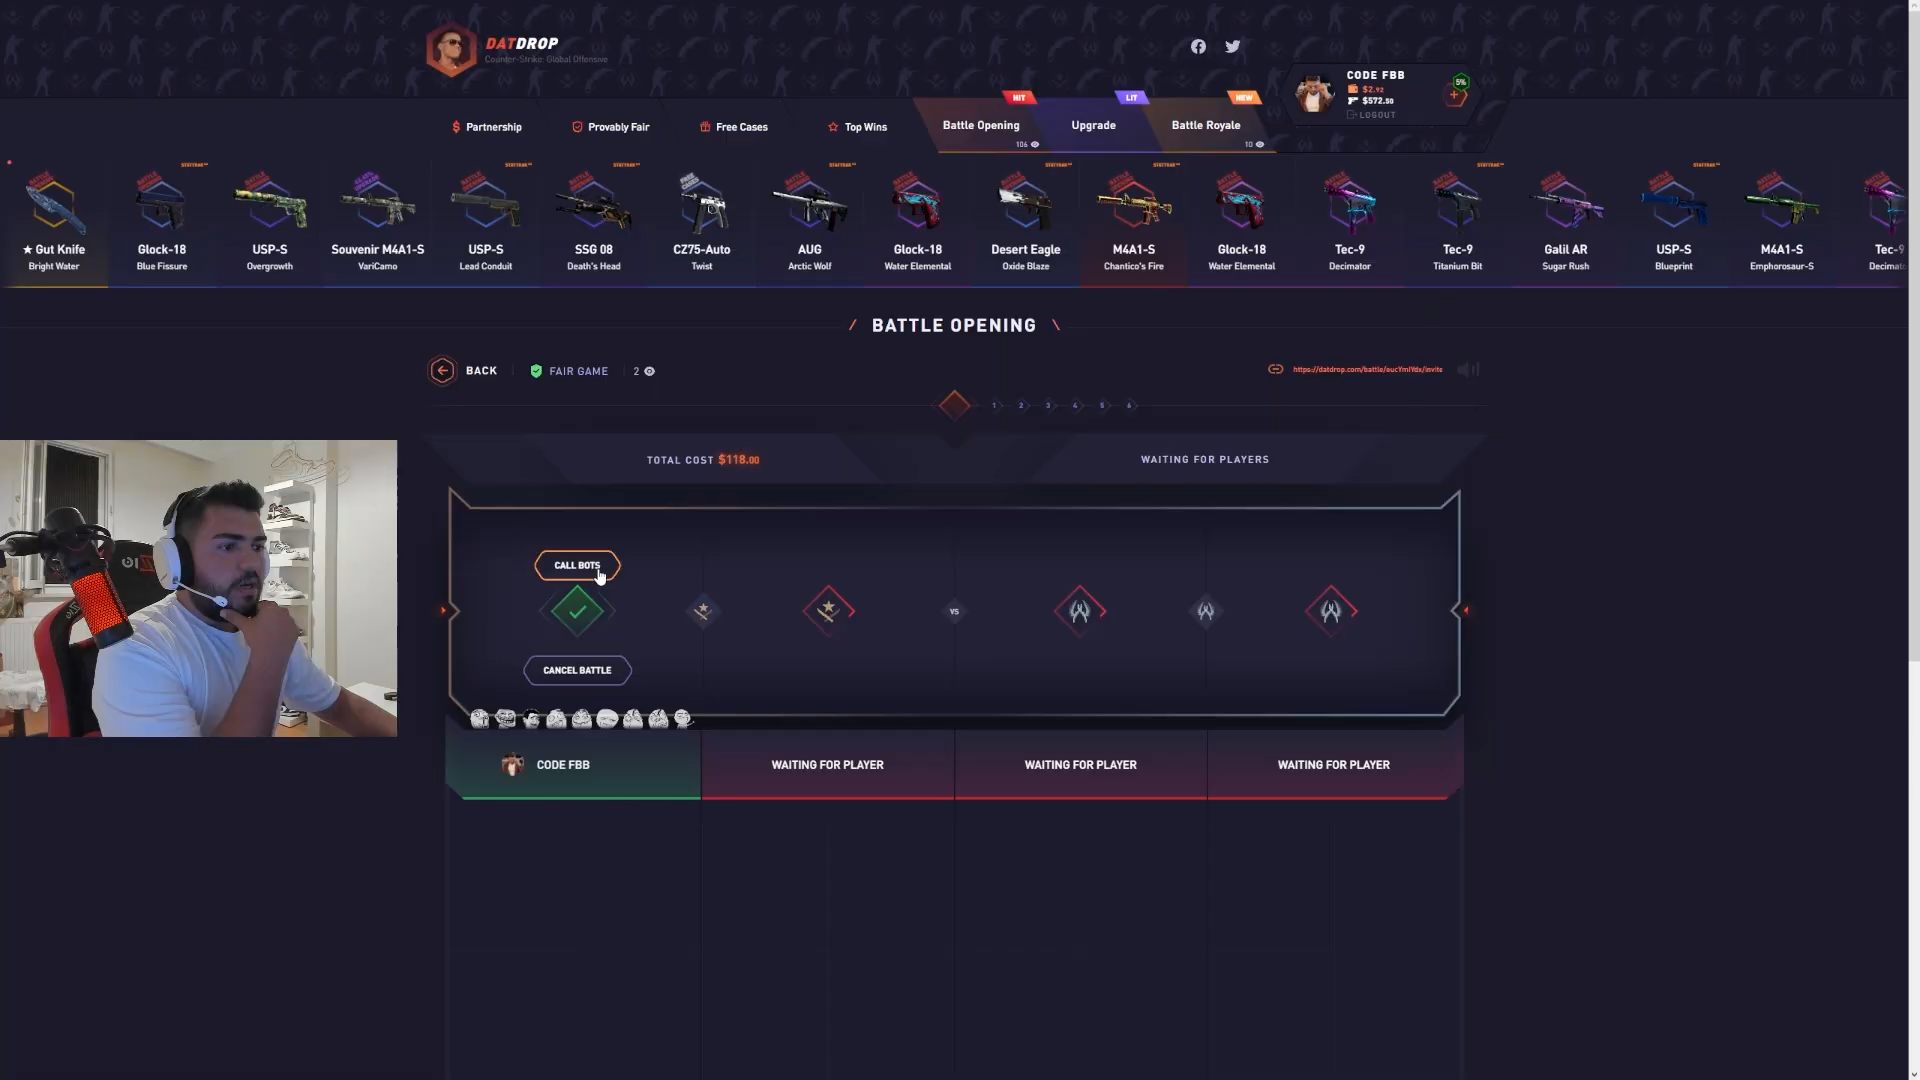 DATDROP
Counter-Strike: Global Offensive
CODE FBB
$2.92
$572.50
LOGOUT
5%
Partnership
Provably Fair
Free Cases
Top Wins
HIT
Battle Opening
106
LIT
Upgrade
NEW
Battle Royale
10
★ Gut Knife
Bright Water
Glock-18
Blue Fissure
USP-S
Overgrowth
Souvenir M4A1-S
VariCamo
USP-S
Lead Conduit
SSG 08
Death's Head
CZ75-Auto
Twist
AUG
Arctic Wolf
Glock-18
Water Elemental
Desert Eagle
Oxide Blaze
M4A1-S
Chantico's Fire
Glock-18
Water Elemental
Tec-9
Decimator
Tec-9
Titanium Bit
Galil AR
Sugar Rush
USP-S
Blueprint
M4A1-S
Emphorosaur-S
Tec-9
/ BATTLE OPENING \
BACK
FAIR GAME
2
1 2 3 4 5 6
TOTAL COST $118.00
WAITING FOR PLAYERS
CALL BOTS
VS
CANCEL BATTLE
CODE FBB
WAITING FOR PLAYER
WAITING FOR PLAYER
WAITING FOR PLAYER